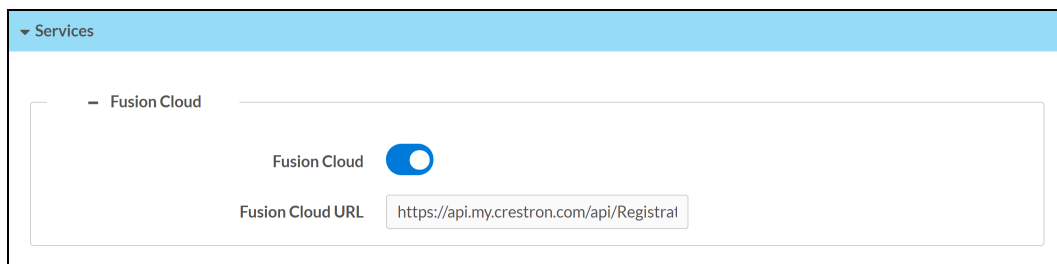 Services
Fusion Cloud
Fusion Cloud
Fusion Cloud URL https://api.my.crestron.com/api/Registrat